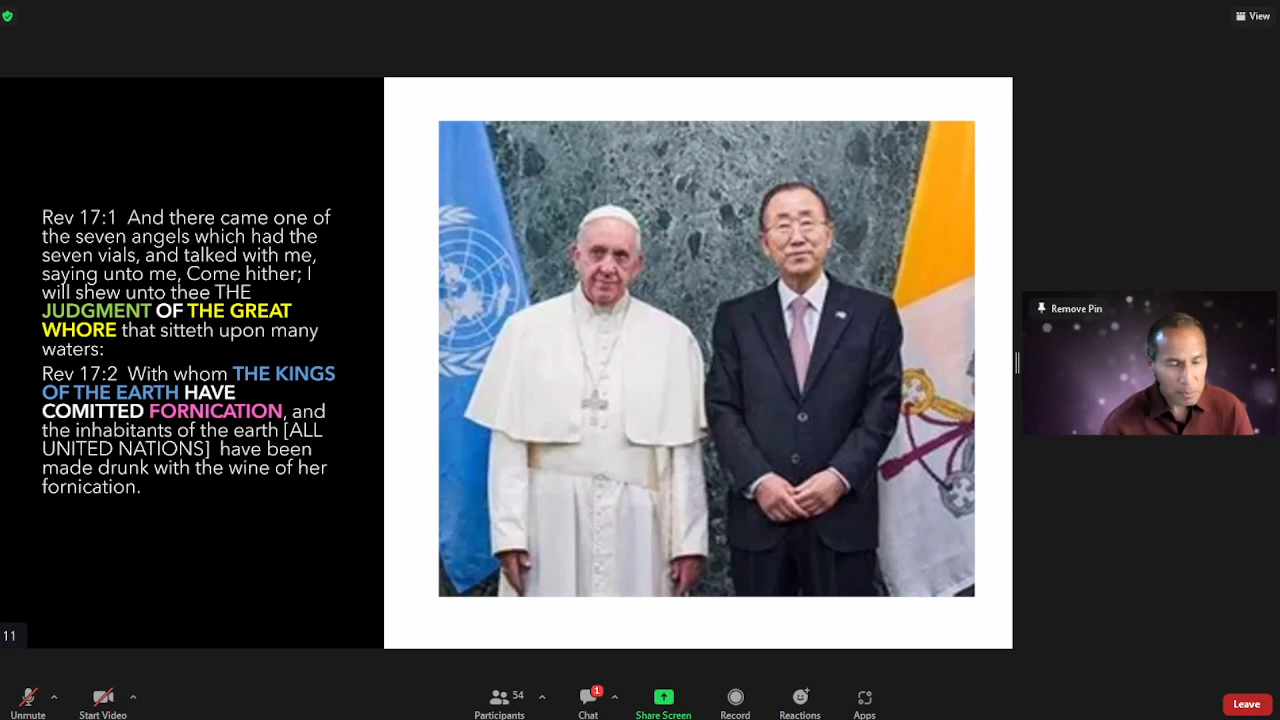 View
Rev 17:1 And there came one of
the seven angels which had the
seven vials, and talked with me,
saying unto me, Come hither; I
will shew unto thee THE
JUDGMENT OF THE GREAT
WHORE that sitteth upon many
waters:
Rev 17:2 With whom THE KINGS
OF THE EARTH HAVE
COMITTED FORNICATION, and
the inhabitants of the earth [ALL
UNITED NATIONS] have been
made drunk with the wine of her
fornication.
Remove Pin
11
54
1
Unmute
Start Video
Participants
Chat
Share Screen
Record
Reactions
Apps
Leave